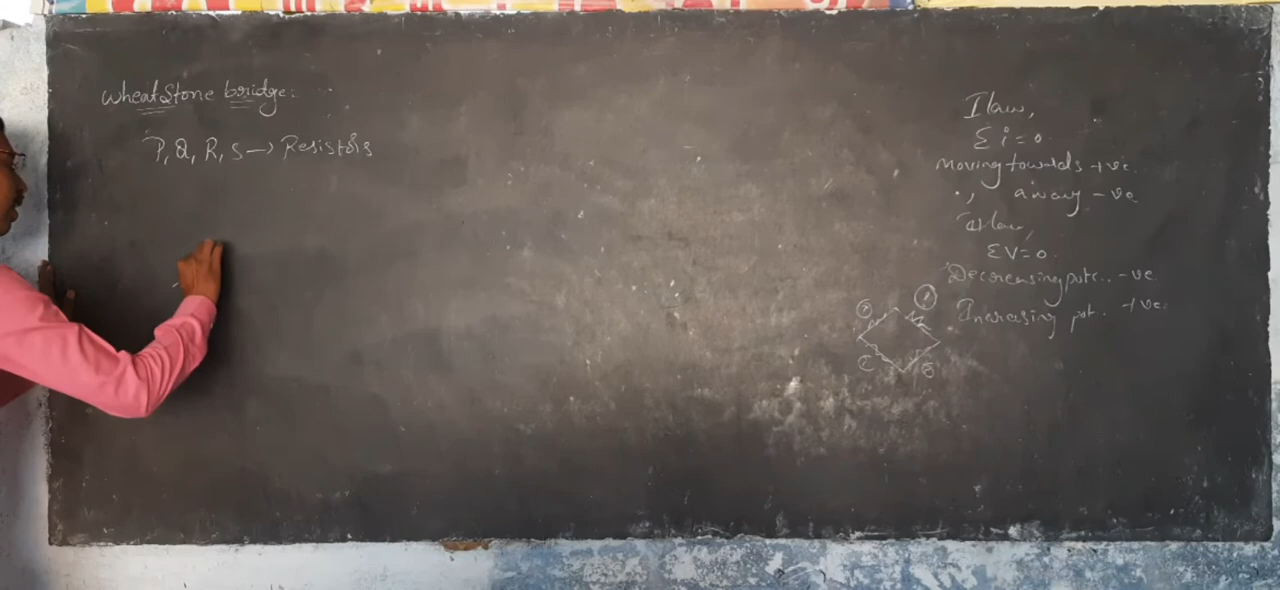 WheatStone bridge:
P, Q, R, S → Resistors
I law,
Σ i = 0
moving towards +ve.
,, away - ve
II law,
ΣV = 0.
Decreasing pot.. - ve
Increasing pot. +ve.